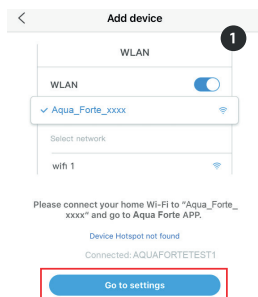 Add device
1
WLAN
WLAN
✓ Aqua_Forte_xxxx
Select network
wifi 1
Please connect your home Wi-Fi to "Aqua_Forte_
xxxx" and go to Aqua Forte APP.
Device Hotspot not found
Connected: AQUAFORTETEST1
Go to settings